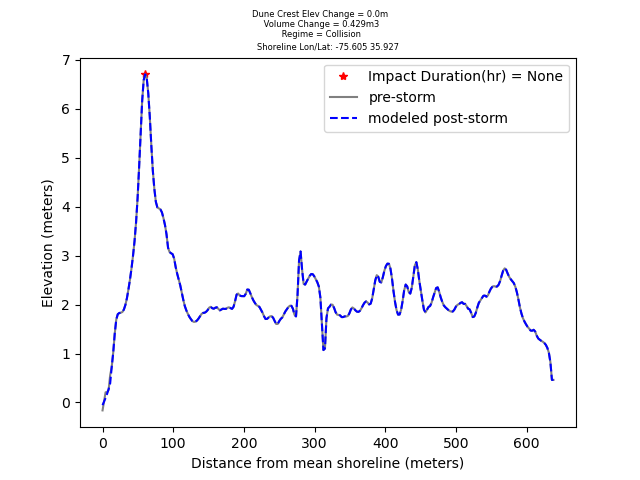 Dune Crest Elev Change = 0.0m
Volume Change = 0.429m3
Regime = Collision
Shoreline Lon/Lat: -75.605 35.927
Impact Duration(hr) = None
pre-storm
modeled post-storm
7
6
5
4
3
2
1
0
Elevation (meters)
0 100 200 300 400 500 600
Distance from mean shoreline (meters)